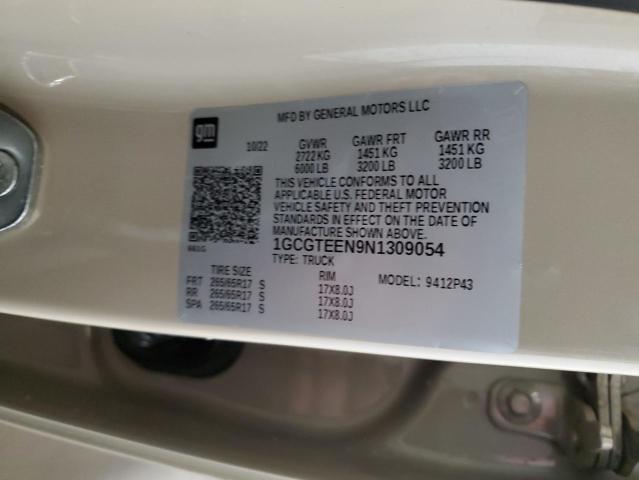 gm
MFD BY GENERAL MOTORS LLC
10/22 GVWR GAWR FRT GAWR RR
2722 KG 1451 KG 1451 KG
6000 LB 3200 LB 3200 LB
THIS VEHICLE CONFORMS TO ALL
APPLICABLE U.S. FEDERAL MOTOR
VEHICLE SAFETY AND THEFT PREVENTION
STANDARDS IN EFFECT ON THE DATE OF
MANUFACTURE SHOWN ABOVE.
1GCGTEEN9N1309054
TYPE: TRUCK
TIRE SIZE RIM MODEL: 9412P43
FRT 265/65R17 S 17X8.0J
RR 265/65R17 S 17X8.0J
SPA 265/65R17 S 17X8.0J